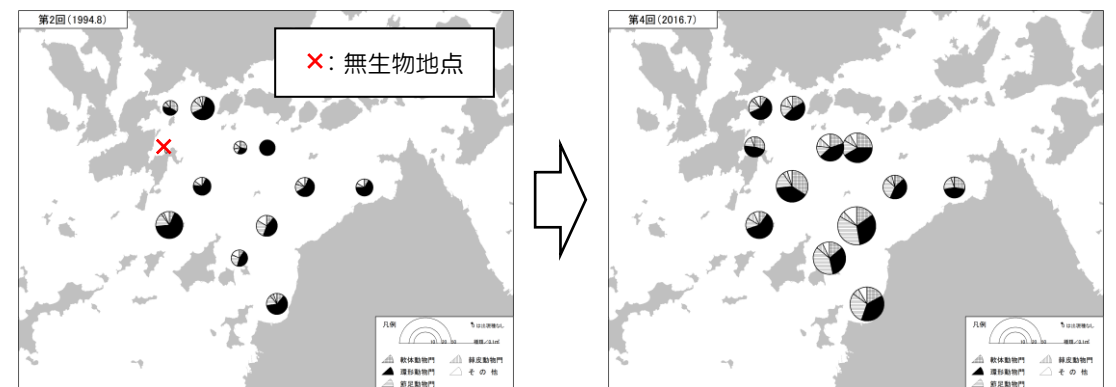 第2回(1994.8)
×: 無生物地点
凡例
軟体動物門
棘皮動物門
環形動物門
その他
節足動物門
第4回(2016.7)
凡例
軟体動物門
棘皮動物門
環形動物門
その他
節足動物門